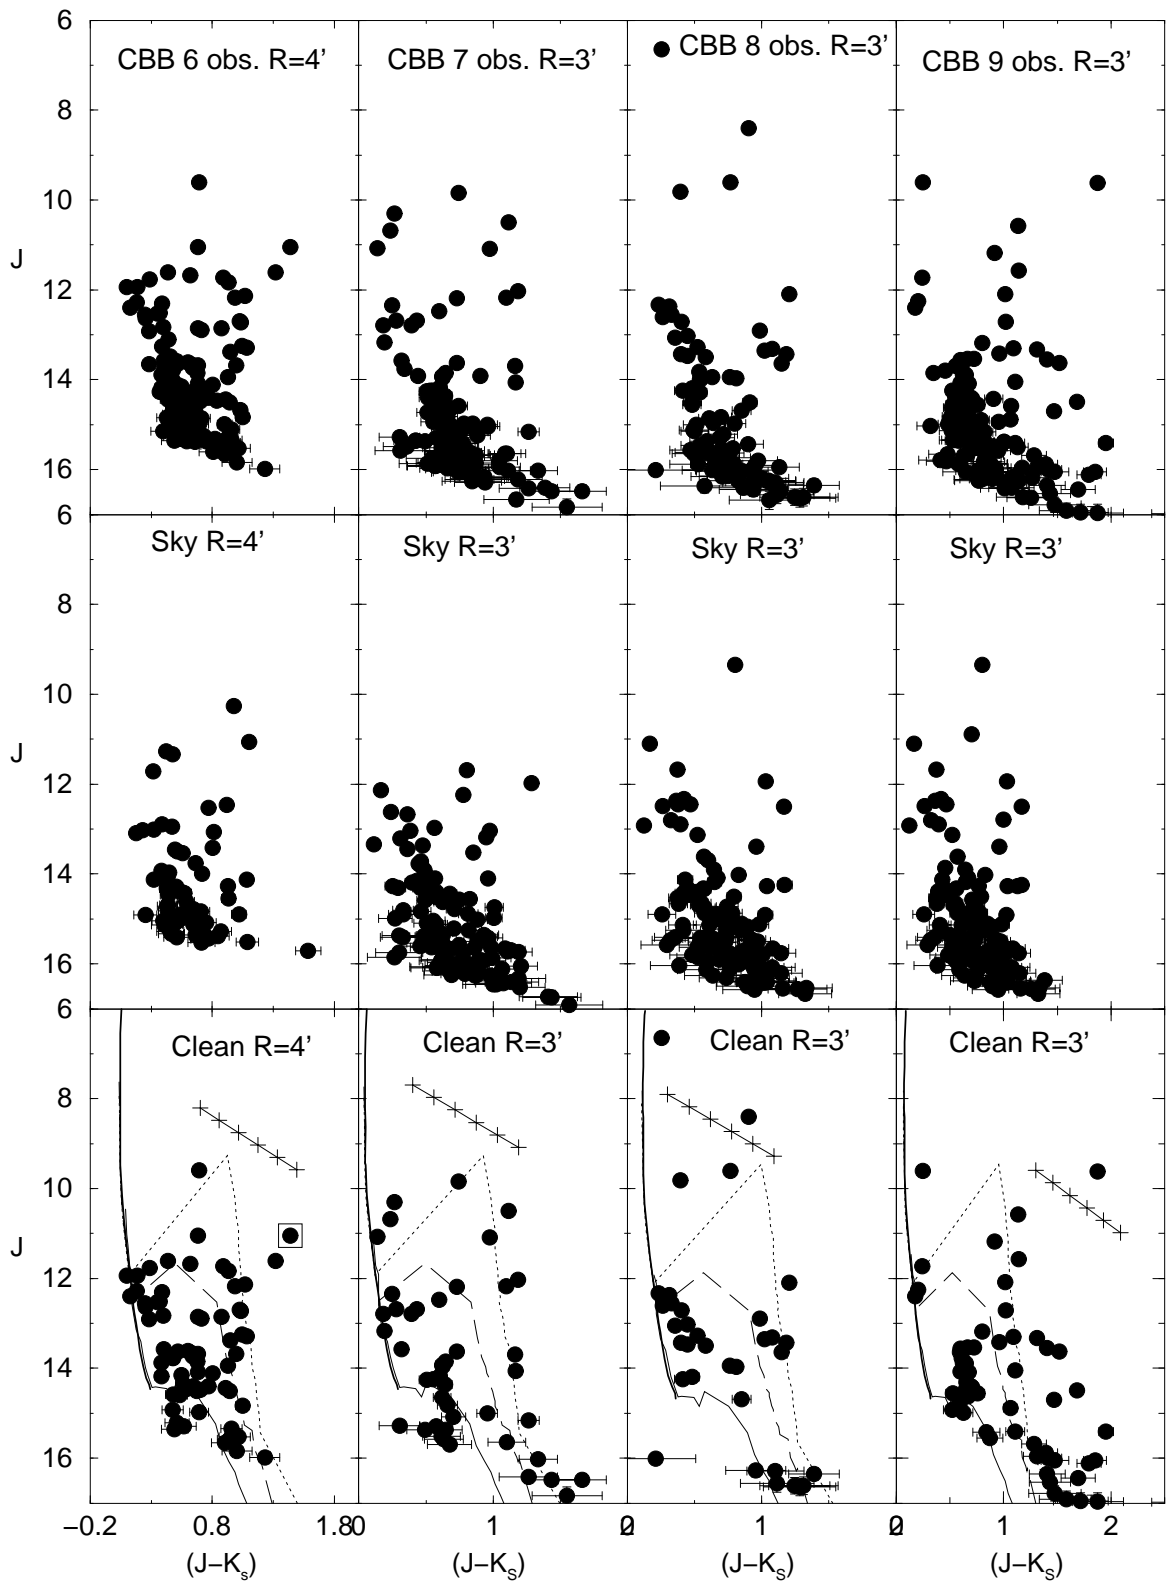 6
CBB 6 obs. R=4’
CBB 7 obs. R=3’
CBB 8 obs. R=3’
CBB 9 obs. R=3’
8
10
J
12
14
16
6
Sky R=4’
Sky R=3’
Sky R=3’
Sky R=3’
8
10
J
12
14
16
6
Clean R=4’
Clean R=3’
Clean R=3’
Clean R=3’
8
10
J
12
14
16
−0.2 0.8 1.8 0 1 2 0 1 2 0 1 2
(J−Ks) (J−KS) (J−KS) (J−KS)